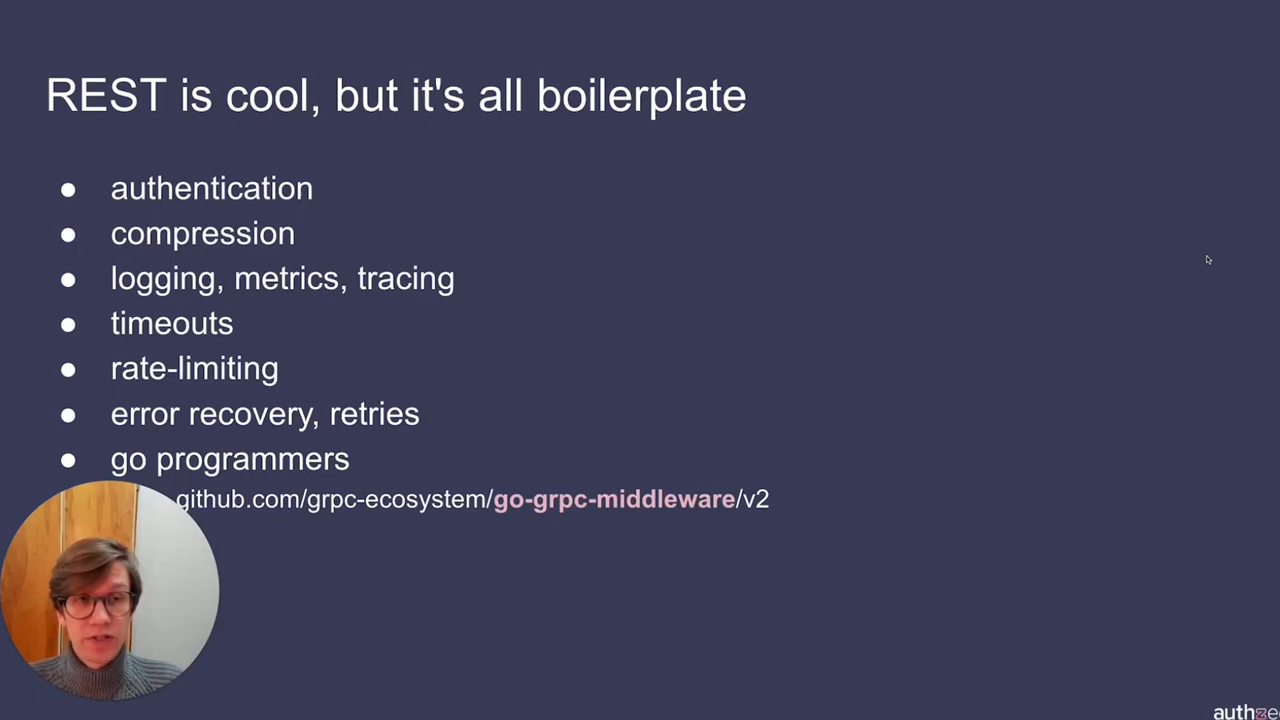 REST is cool, but it's all boilerplate
● authentication
● compression
● logging, metrics, tracing
● timeouts
● rate-limiting
● error recovery, retries
● go programmers
github.com/grpc-ecosystem/go-grpc-middleware/v2
authze